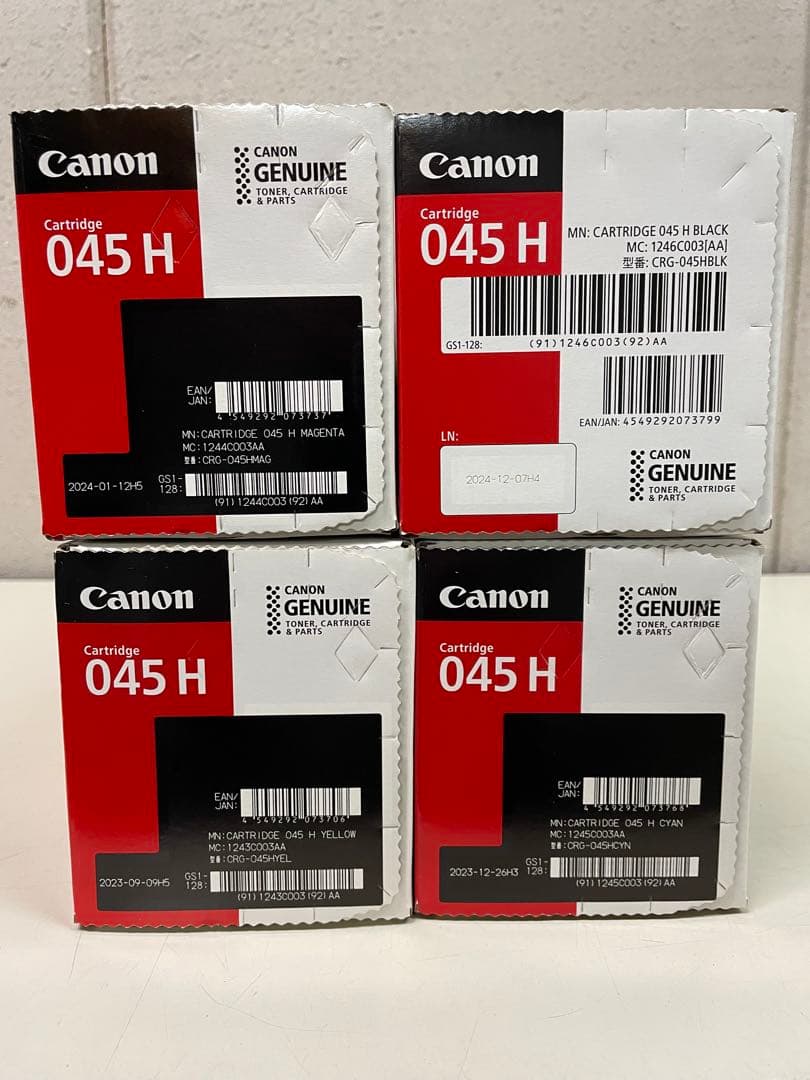 Canon
CANON
GENUINE
TONER, CARTRIDGE
& PARTS
Cartridge
045 H
EAN/
JAN:
4 549292 073737
MN:CARTRIDGE 045 H MAGENTA
MC:1244C003AA
型番:CRG-045HMAG
2024-01-12H5
GS1-
128:
(91)1244C003(92)AA
Canon
Cartridge
045 H
MN: CARTRIDGE 045 H BLACK
MC: 1246C003[AA]
型番: CRG-045HBLK
GS1-128:
(91)1246C003(92)AA
EAN/JAN: 4549292073799
LN:
2024-12-07H4
CANON
GENUINE
TONER, CARTRIDGE
& PARTS
Canon
CANON
GENUINE
TONER, CARTRIDGE
& PARTS
Cartridge
045 H
EAN/
JAN:
4 549292 073706
MN:CARTRIDGE 045 H YELLOW
MC:1243C003AA
型番:CRG-045HYEL
2023-09-09H5
GS1-
128:
(91)1243C003(92)AA
Canon
CANON
GENUINE
TONER, CARTRIDGE
& PARTS
Cartridge
045 H
EAN/
JAN:
4 549292 073768
MN:CARTRIDGE 045 H CYAN
MC:1245C003AA
型番:CRG-045HCYN
2023-12-26H3
GS1-
128:
(91)1245C003(92)AA